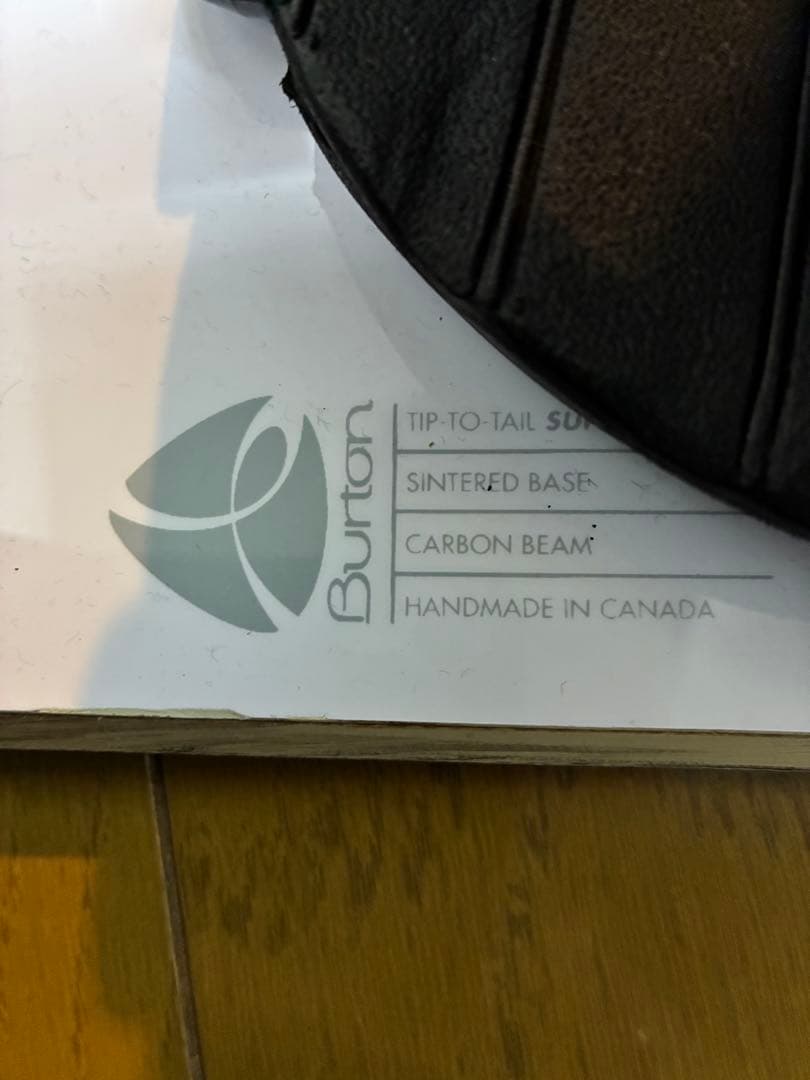 Burton
TIP-TO-TAIL
SINTERED BASE
CARBON BEAM
HANDMADE IN CANADA